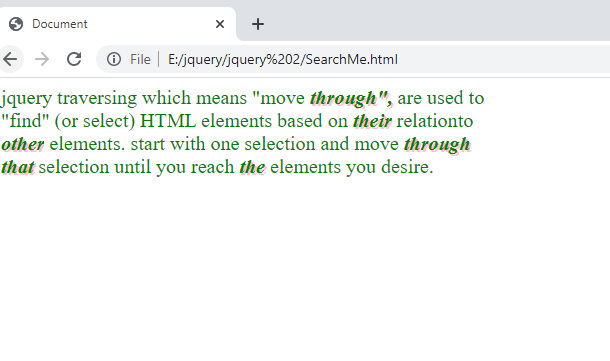 Document
File | E:/jquery/jquery%202/SearchMe.html
jquery traversing which means "move through", are used to
"find" (or select) HTML elements based on their relationto
other elements. start with one selection and move through
that selection until you reach the elements you desire.